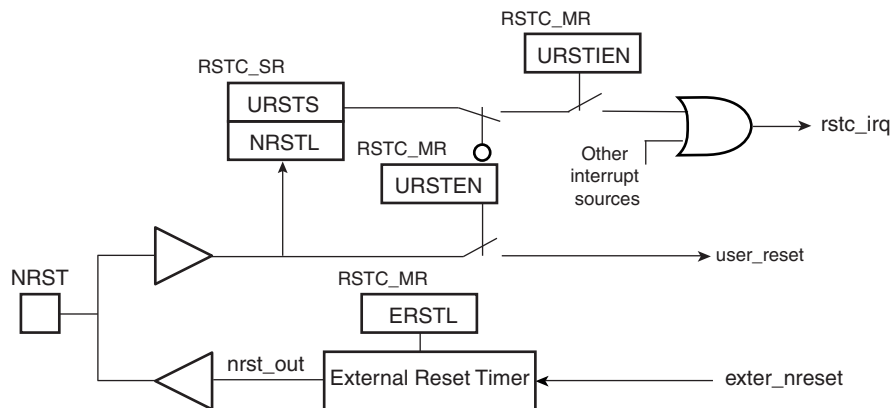 RSTC_MR
URSTIEN
RSTC_SR
URSTS
NRSTL
rstc_irq
RSTC_MR
URSTEN
Other
interrupt
sources
user_reset
NRST
RSTC_MR
ERSTL
nrst_out
External Reset Timer
exter_nreset